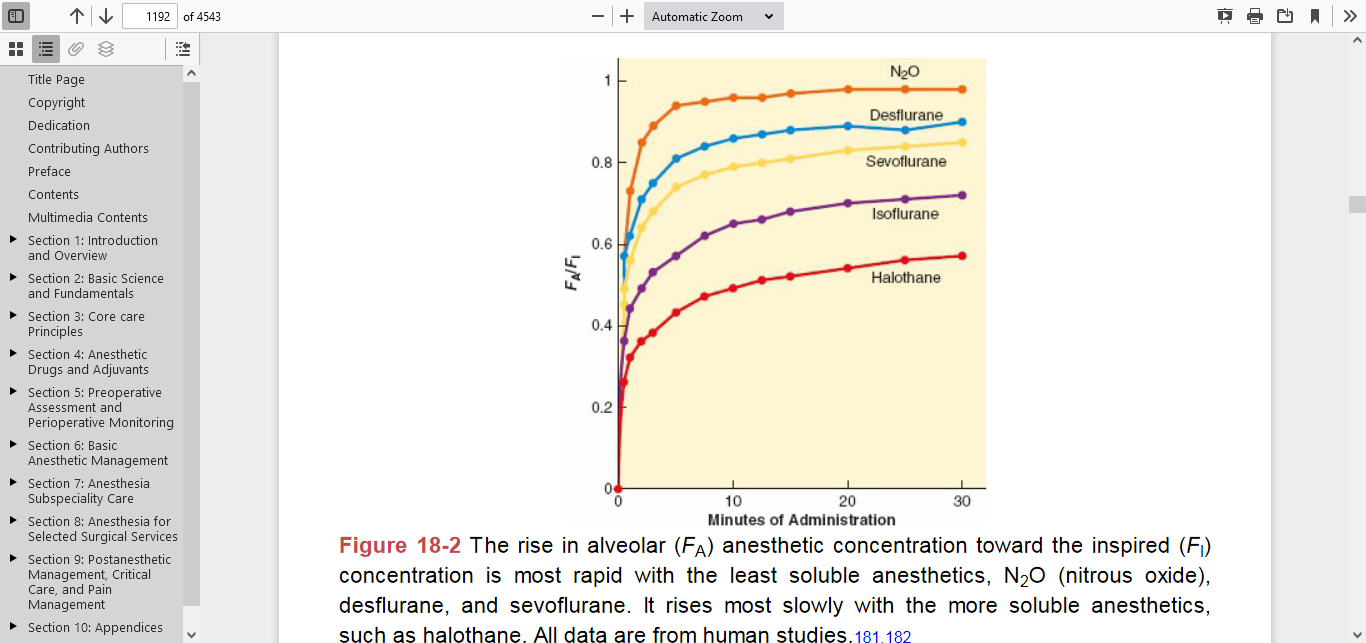 1192 of 4543
Automatic Zoom
Title Page
Copyright
Dedication
Contributing Authors
Preface
Contents
Multimedia Contents
Section 1: Introduction
and Overview
Section 2: Basic Science
and Fundamentals
Section 3: Core care
Principles
Section 4: Anesthetic
Drugs and Adjuvants
Section 5: Preoperative
Assessment and
Perioperative Monitoring
Section 6: Basic
Anesthetic Management
Section 7: Anesthesia
Subspeciality Care
Section 8: Anesthesia for
Selected Surgical Services
Section 9: Postanesthetic
Management, Critical
Care, and Pain
Management
Section 10: Appendices
N₂O
1
Desflurane
0.8
Sevoflurane
Isoflurane
0.6
FA/FI
Halothane
0.4
0.2
0
0 10 20 30
Minutes of Administration
Figure 18-2 The rise in alveolar (FA) anesthetic concentration toward the inspired (FI)
concentration is most rapid with the least soluble anesthetics, N₂O (nitrous oxide),
desflurane, and sevoflurane. It rises most slowly with the more soluble anesthetics,
such as halothane. All data are from human studies.181,182